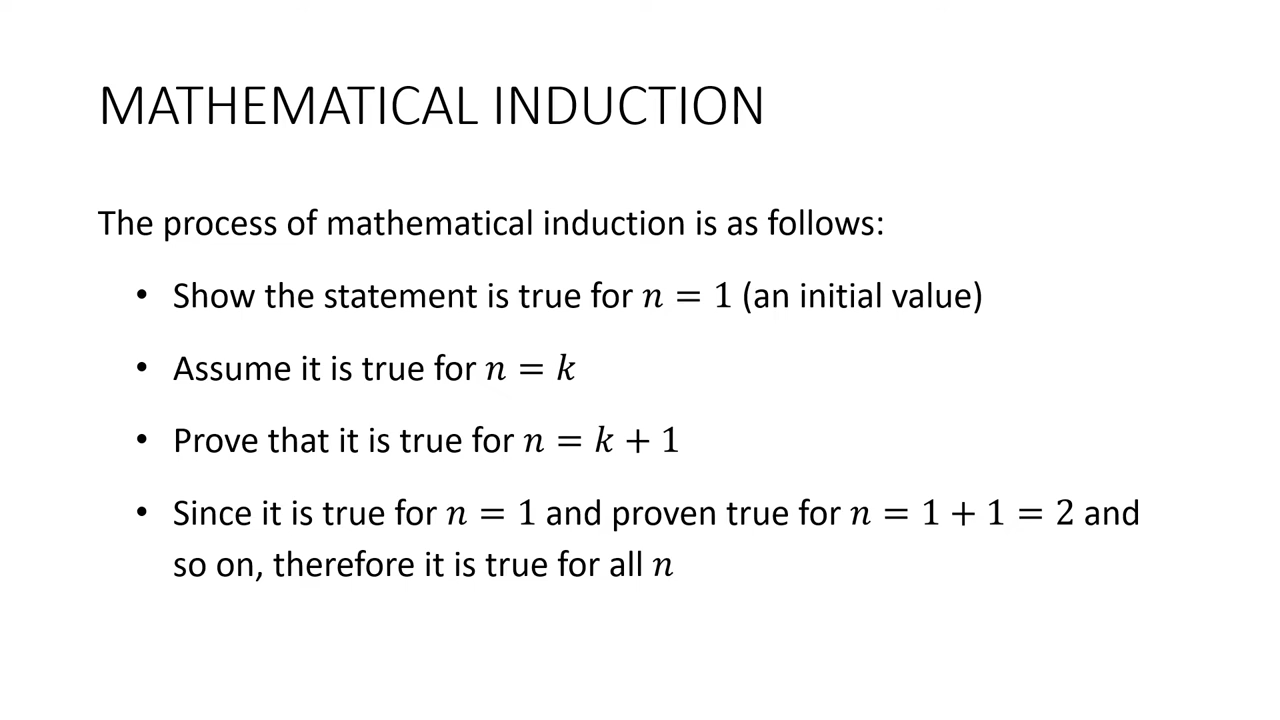 MATHEMATICAL INDUCTION
The process of mathematical induction is as follows:
• Show the statement is true for n = 1 (an initial value)
• Assume it is true for n = k
• Prove that it is true for n = k + 1
• Since it is true for n = 1 and proven true for n = 1 + 1 = 2 and
so on, therefore it is true for all n